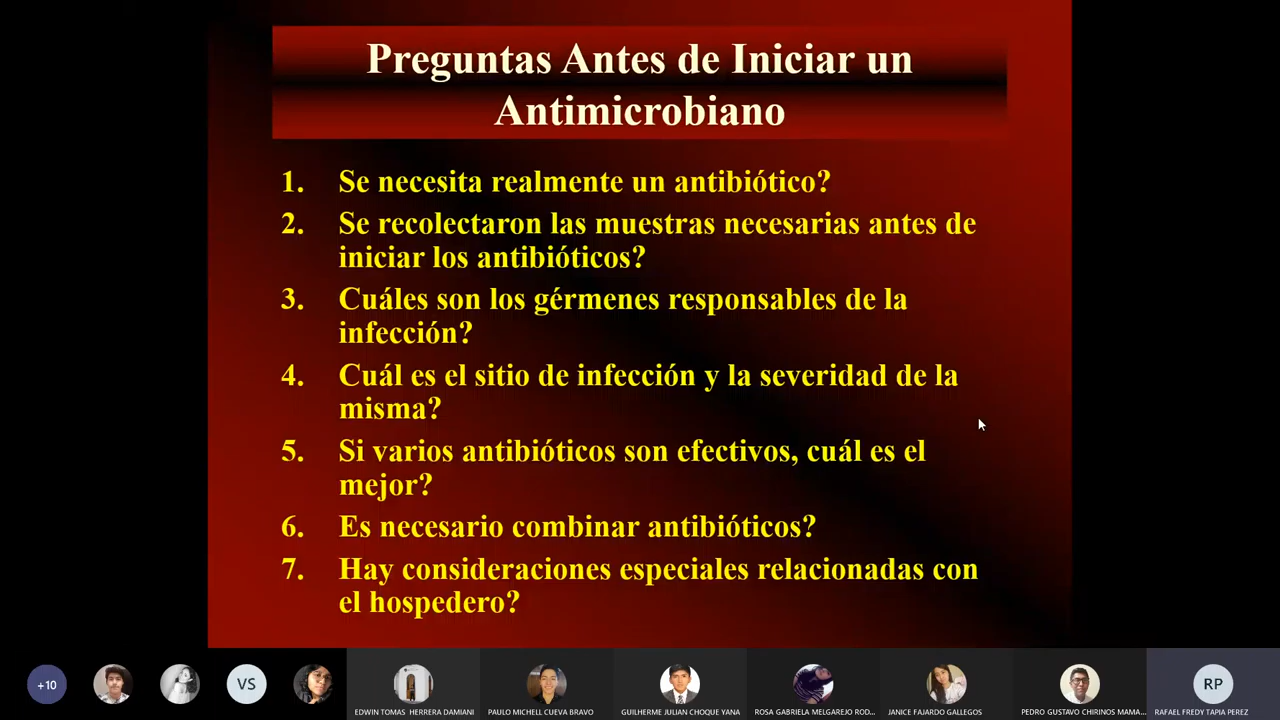 Preguntas Antes de Iniciar un
Antimicrobiano
1. Se necesita realmente un antibiótico?
2. Se recolectaron las muestras necesarias antes de
iniciar los antibióticos?
3. Cuáles son los gérmenes responsables de la
infección?
4. Cuál es el sitio de infección y la severidad de la
misma?
5. Si varios antibióticos son efectivos, cuál es el
mejor?
6. Es necesario combinar antibióticos?
7. Hay consideraciones especiales relacionadas con
el hospedero?
+10
VS
RP
EDWIN TOMAS HERRERA DAMIANI
PAULO MICHELL CUEVA BRAVO
GUILHERME JULIAN CHOQUE YANA
ROSA GABRIELA MELGAREJO ROD...
JANICE FAJARDO GALLEGOS
PEDRO GUSTAVO CHIRINOS MAMA...
RAFAEL FREDY TAPIA PEREZ